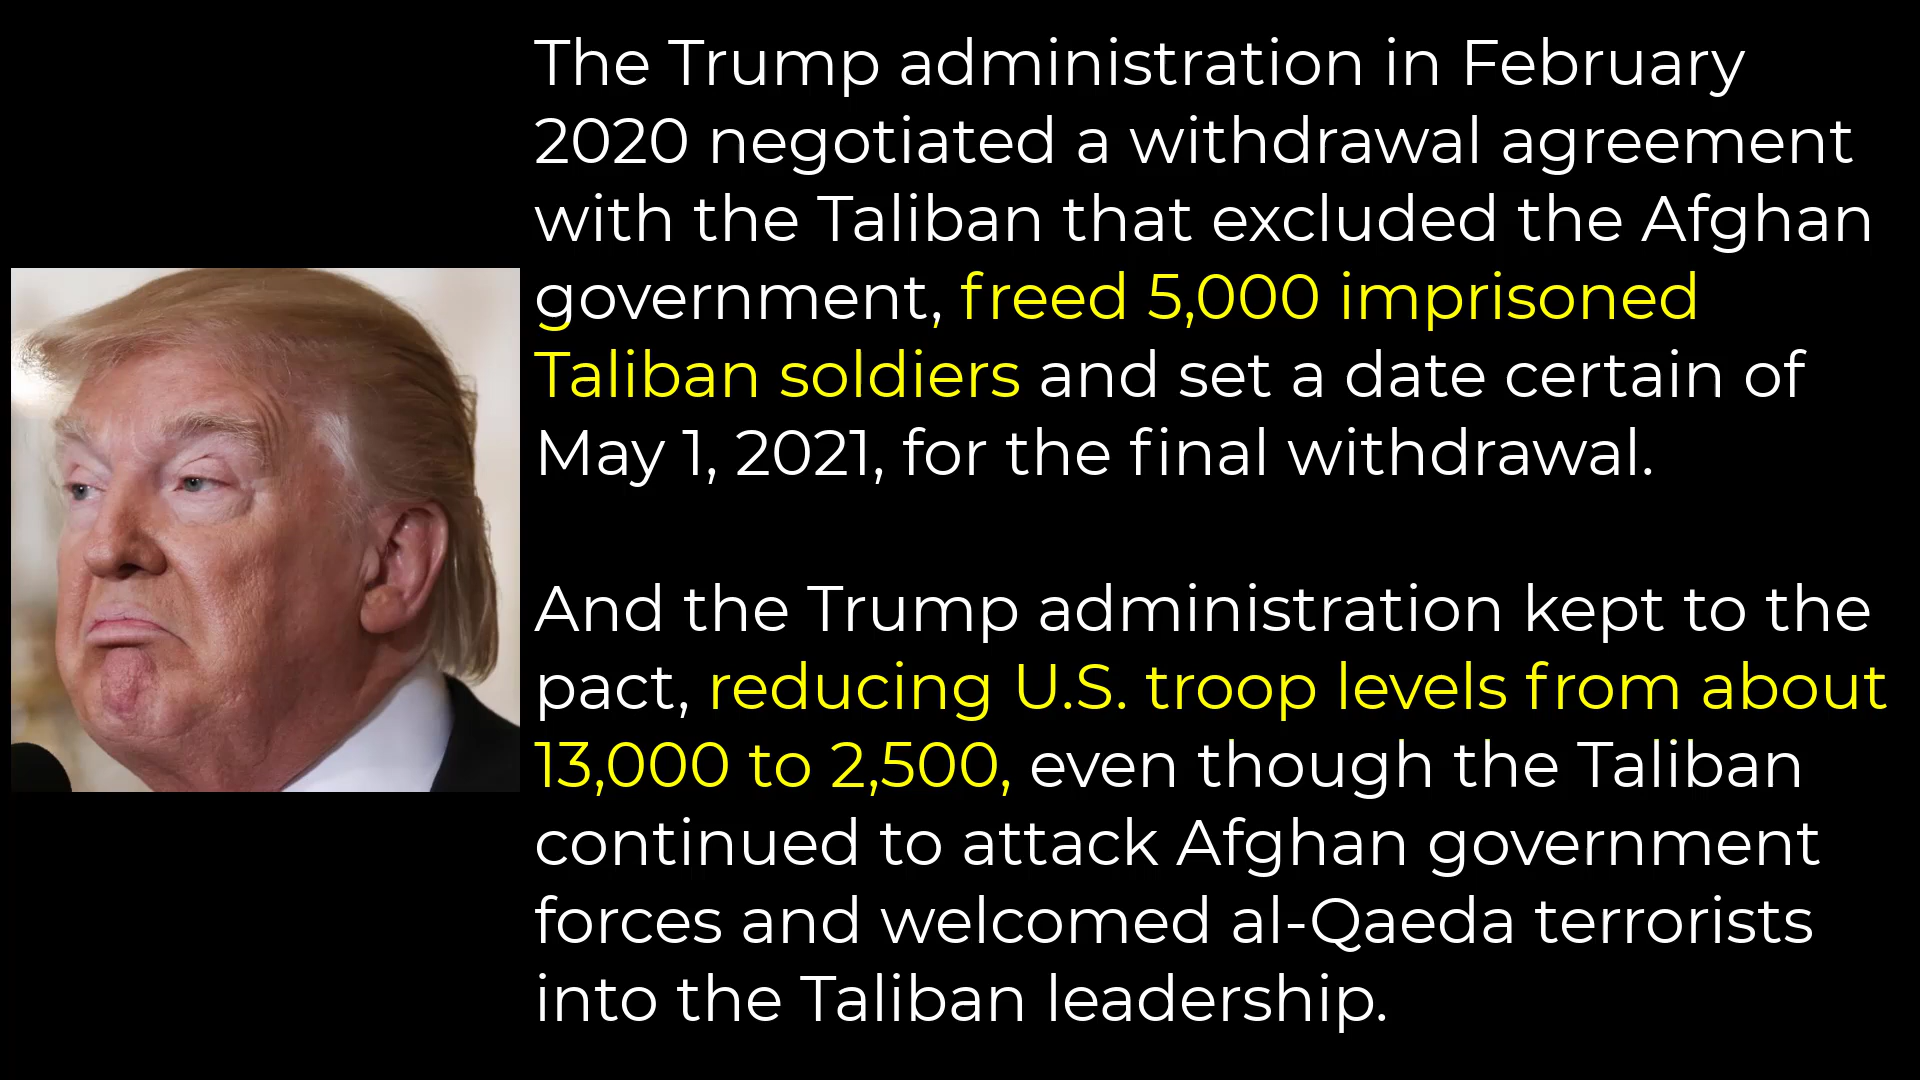 The Trump administration in February
2020 negotiated a withdrawal agreement
with the Taliban that excluded the Afghan
government, freed 5,000 imprisoned
Taliban soldiers and set a date certain of
May 1, 2021, for the final withdrawal.
And the Trump administration kept to the
pact, reducing U.S. troop levels from about
13,000 to 2,500, even though the Taliban
continued to attack Afghan government
forces and welcomed al-Qaeda terrorists
into the Taliban leadership.